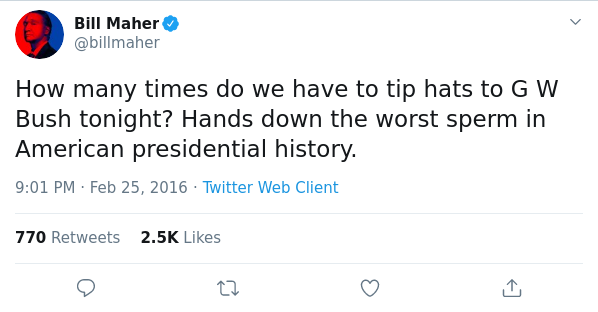 Bill Maher
@billmaher
How many times do we have to tip hats to G W
Bush tonight? Hands down the worst sperm in
American presidential history.
9:01 PM · Feb 25, 2016 · Twitter Web Client
770 Retweets 2.5K Likes